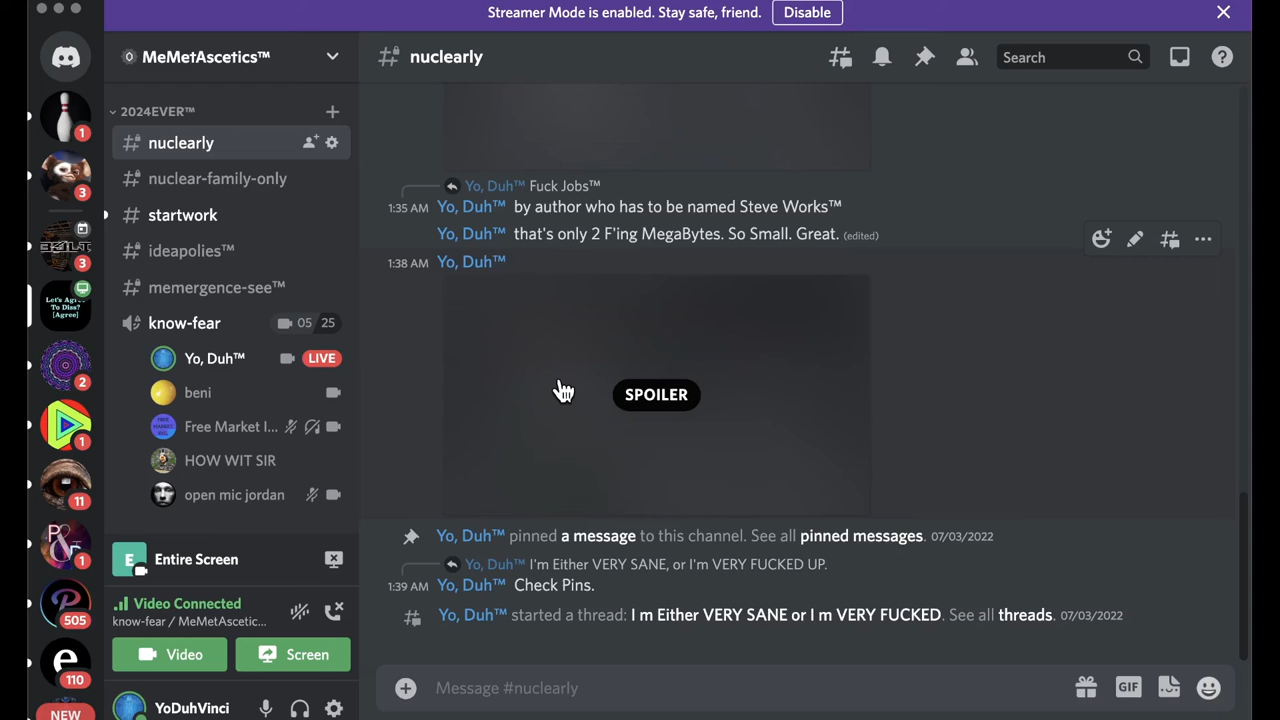 Streamer Mode is enabled. Stay safe, friend. Disable
MeMetAscetics™
nuclearly
Search
2024EVER™
nuclearly
nuclear-family-only
startwork
ideapolies™
memergence-see™
know-fear 05 25
Yo, Duh™ LIVE
beni
Free Market I...
HOW WIT SIR
open mic jordan
Entire Screen
Video Connected
know-fear / MeMetAscetic...
Video Screen
YoDuhVinci
1
3
3
Let's Agree
To Diss?
[Agree]
2
1
11
1
505
110
NEW
Yo, Duh™ Fuck Jobs™
1:35 AM Yo, Duh™ by author who has to be named Steve Works™
Yo, Duh™ that's only 2 F'ing MegaBytes. So Small. Great. (edited)
1:38 AM Yo, Duh™
SPOILER
Yo, Duh™ pinned a message to this channel. See all pinned messages. 07/03/2022
Yo, Duh™ I'm Either VERY SANE, or I'm VERY FUCKED UP.
1:39 AM Yo, Duh™ Check Pins.
Yo, Duh™ started a thread: I m Either VERY SANE or I m VERY FUCKED. See all threads. 07/03/2022
Message #nuclearly
GIF